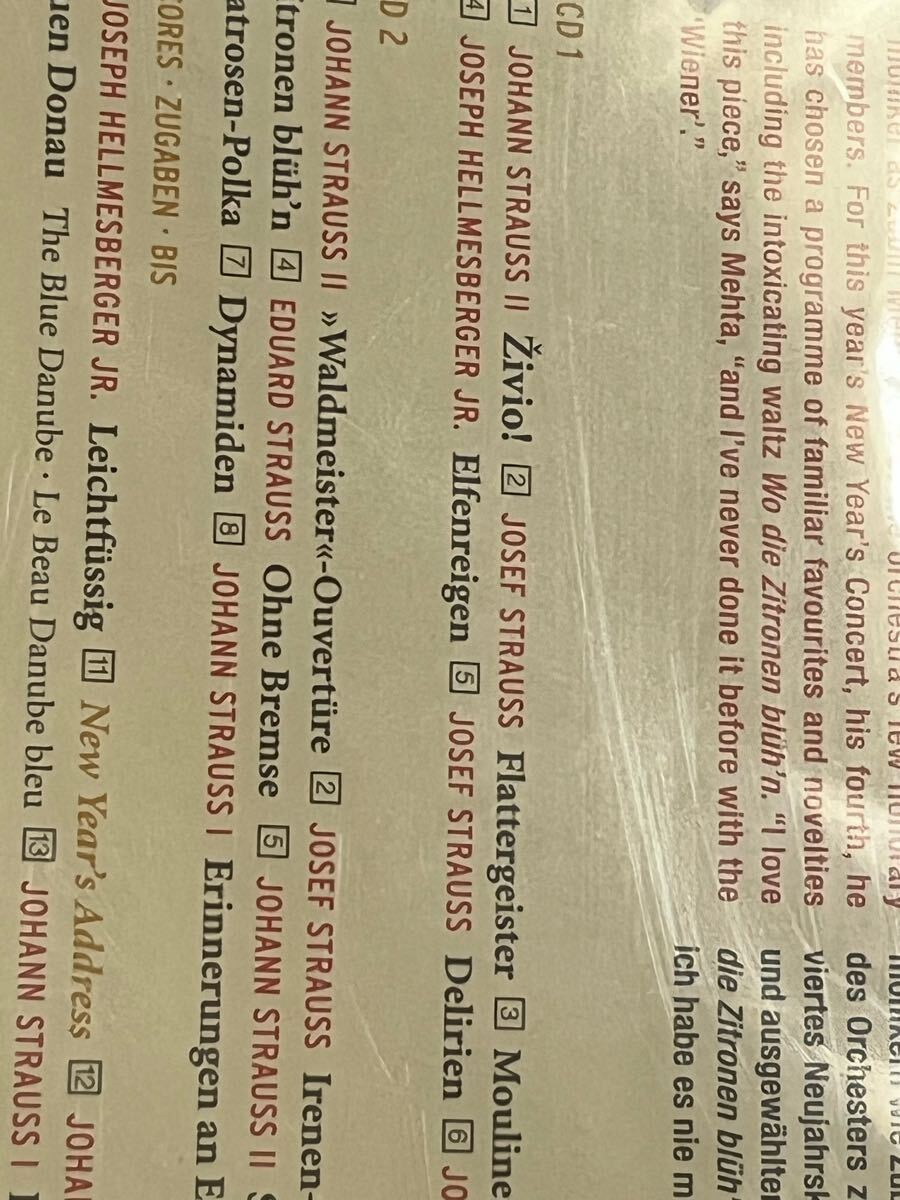 members. For this year's New Year's Concert, his fourth, he
has chosen a programme of familiar favourites and novelties
including the intoxicating waltz Wo die Zitronen blüh'n. “I love
this piece,” says Mehta, “and I've never done it before with the
‘Wiener’.”
des Orchesters z
viertes Neujahrs
und ausgewählte
die Zitronen blüh
ich habe es nie m
CD 1
1 JOHANN STRAUSS II Živio! 2 JOSEF STRAUSS Flattergeister 3 Mouline
4 JOSEPH HELLMESBERGER JR. Elfenreigen 5 JOSEF STRAUSS Delirien 6 JO
D 2
JOHANN STRAUSS II »Waldmeister«-Ouvertüre 2 JOSEF STRAUSS Irenen-
itronen blüh'n 4 EDUARD STRAUSS Ohne Bremse 5 JOHANN STRAUSS II
atrosen-Polka 7 Dynamiden 8 JOHANN STRAUSS I Erinnerungen an E
CORES · ZUGABEN · BIS
JOSEPH HELLMESBERGER JR. Leichtfüssig 11 New Year's Address 12 JOHA
uen Donau The Blue Danube · Le Beau Danube bleu 13 JOHANN STRAUSS I